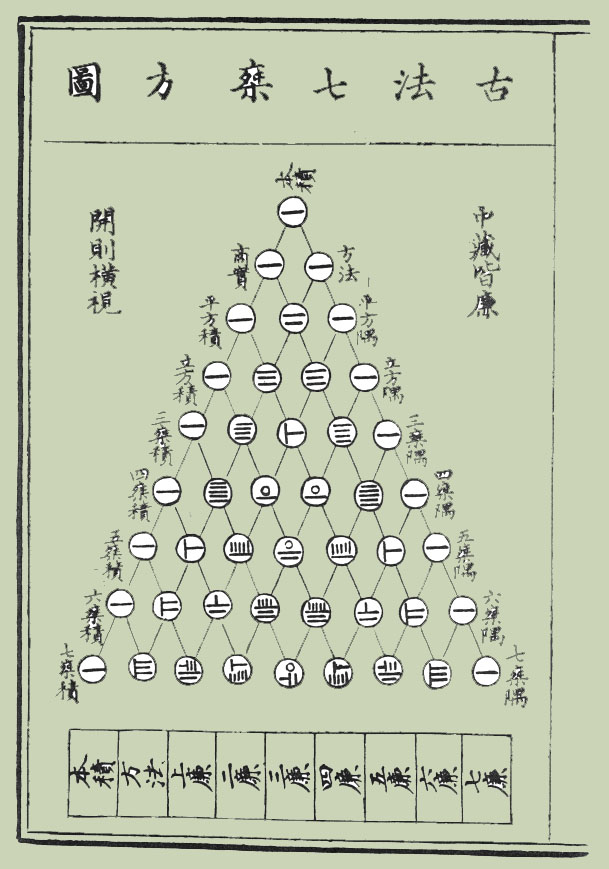 古法七乘方圖
中藏皆廉
開則橫視
本積
方法
商實
平方隅
平方積
立方隅
立方積
三乘隅
三乘積
四乘隅
四乘積
五乘隅
五乘積
六乘隅
六乘積
七乘隅
七乘積
本積
方法
上廉
二廉
三廉
四廉
五廉
六廉
七廉